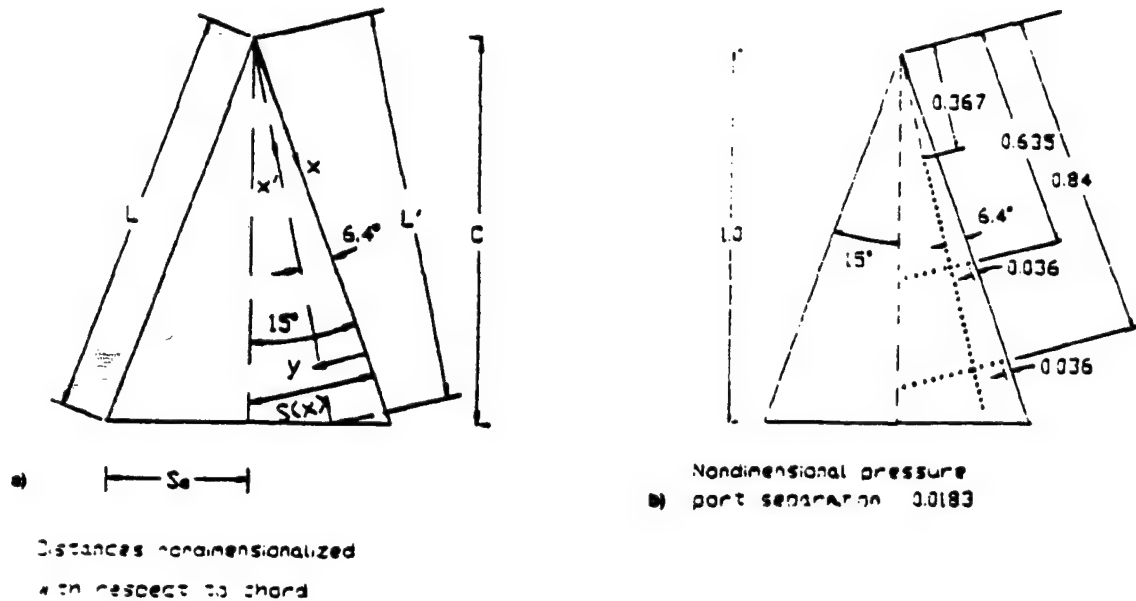 L
x'
x
6.4°
L'
C
15°
y
S(x)
a)
So
Distances nondimensionalized
with respect to chord
1.0
0.367
0.635
0.84
6.4°
15°
0.036
0.036
Nondimensional pressure
b) port separation 0.0183